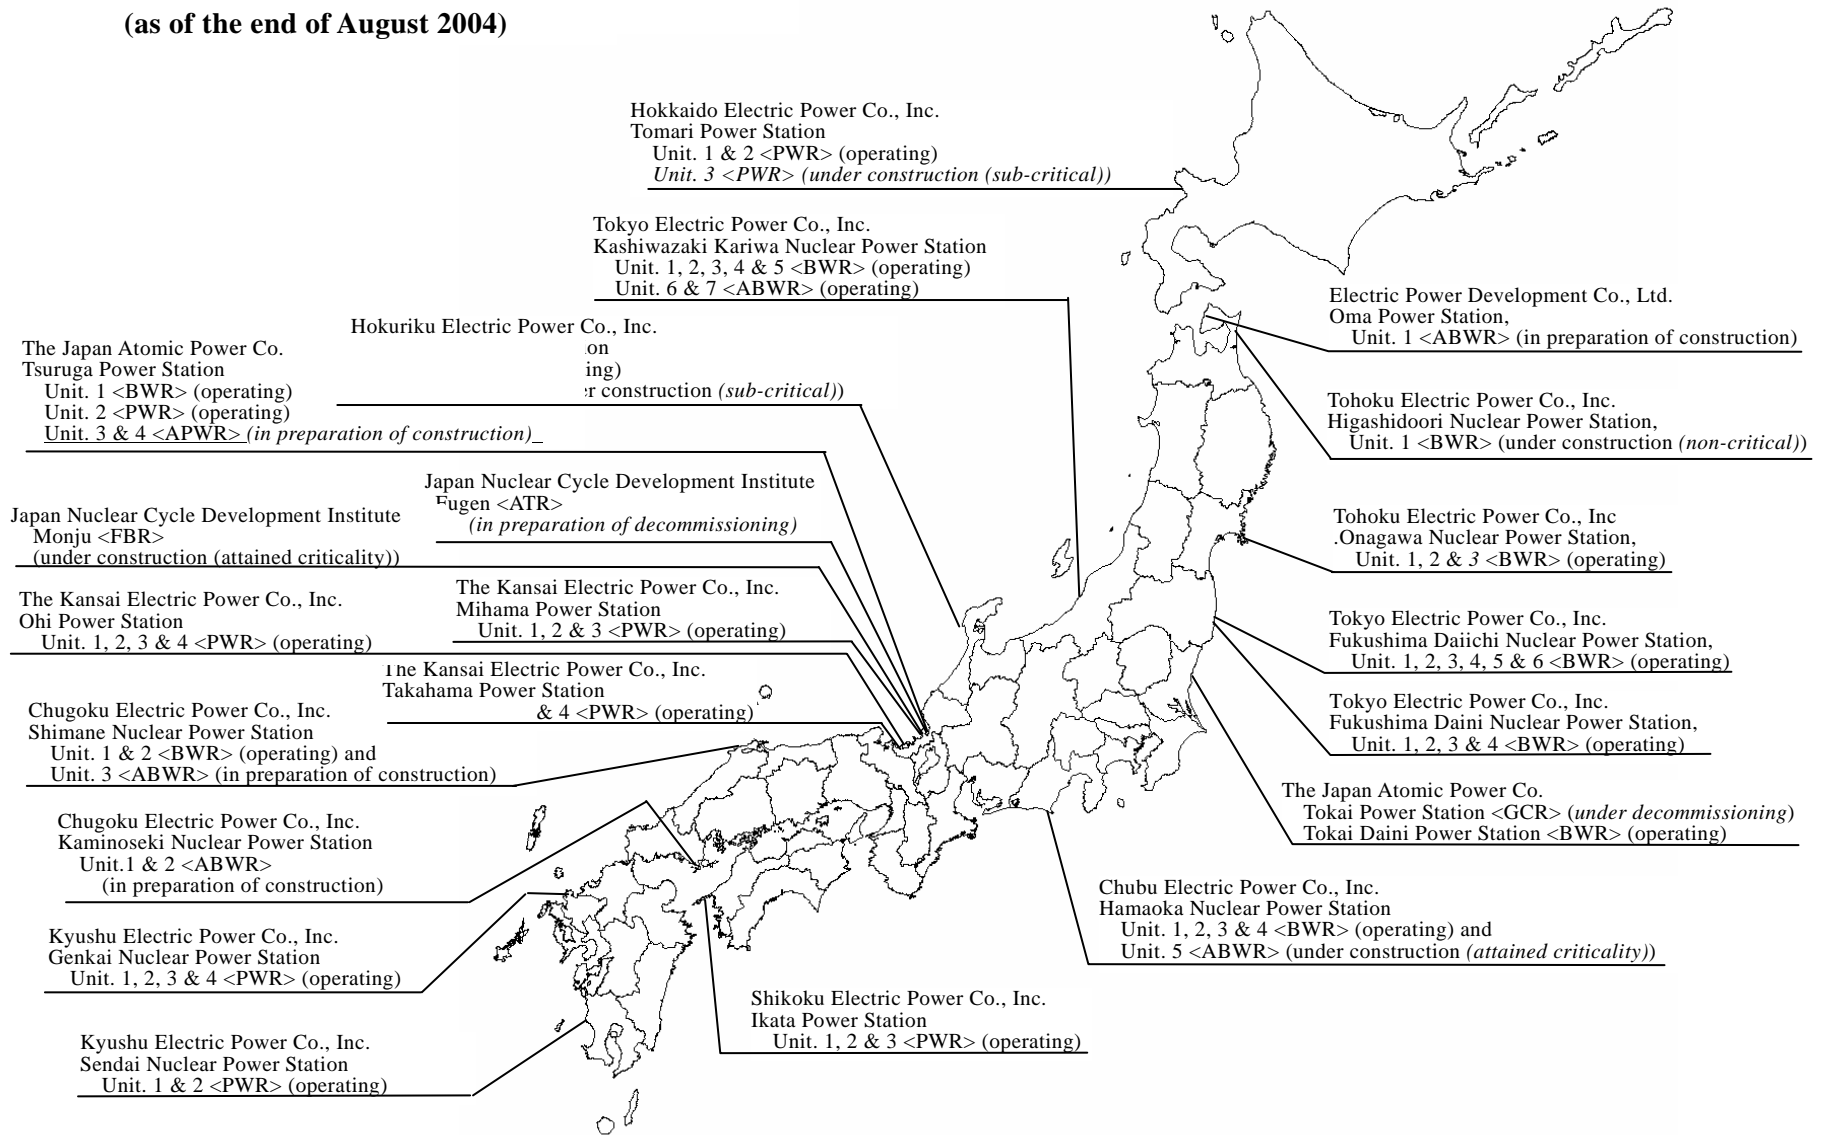 (as of the end of August 2004)
Hokkaido Electric Power Co., Inc.
Tomari Power Station
Unit. 1 & 2 <PWR> (operating)
Unit. 3 <PWR> (under construction (sub-critical))
Tokyo Electric Power Co., Inc.
Kashiwazaki Kariwa Nuclear Power Station
Unit. 1, 2, 3, 4 & 5 <BWR> (operating)
Unit. 6 & 7 <ABWR> (operating)
Hokuriku Electric Power Co., Inc.
ion
ing)
r construction (sub-critical))
The Japan Atomic Power Co.
Tsuruga Power Station
Unit. 1 <BWR> (operating)
Unit. 2 <PWR> (operating)
Unit. 3 & 4 <APWR> (in preparation of construction)
Japan Nuclear Cycle Development Institute
Fugen <ATR>
(in preparation of decommissioning)
Japan Nuclear Cycle Development Institute
Monju <FBR>
(under construction (attained criticality))
The Kansai Electric Power Co., Inc.
Mihama Power Station
Unit. 1, 2 & 3 <PWR> (operating)
The Kansai Electric Power Co., Inc.
Ohi Power Station
Unit. 1, 2, 3 & 4 <PWR> (operating)
The Kansai Electric Power Co., Inc.
Takahama Power Station
& 4 <PWR> (operating)
Chugoku Electric Power Co., Inc.
Shimane Nuclear Power Station
Unit. 1 & 2 <BWR> (operating) and
Unit. 3 <ABWR> (in preparation of construction)
Chugoku Electric Power Co., Inc.
Kaminoseki Nuclear Power Station
Unit.1 & 2 <ABWR>
(in preparation of construction)
Kyushu Electric Power Co., Inc.
Genkai Nuclear Power Station
Unit. 1, 2, 3 & 4 <PWR> (operating)
Kyushu Electric Power Co., Inc.
Sendai Nuclear Power Station
Unit. 1 & 2 <PWR> (operating)
Shikoku Electric Power Co., Inc.
Ikata Power Station
Unit. 1, 2 & 3 <PWR> (operating)
Electric Power Development Co., Ltd.
Oma Power Station,
Unit. 1 <ABWR> (in preparation of construction)
Tohoku Electric Power Co., Inc.
Higashidoori Nuclear Power Station,
Unit. 1 <BWR> (under construction (non-critical))
Tohoku Electric Power Co., Inc
.Onagawa Nuclear Power Station,
Unit. 1, 2 & 3 <BWR> (operating)
Tokyo Electric Power Co., Inc.
Fukushima Daiichi Nuclear Power Station,
Unit. 1, 2, 3, 4, 5 & 6 <BWR> (operating)
Tokyo Electric Power Co., Inc.
Fukushima Daini Nuclear Power Station,
Unit. 1, 2, 3 & 4 <BWR> (operating)
The Japan Atomic Power Co.
Tokai Power Station <GCR> (under decommissioning)
Tokai Daini Power Station <BWR> (operating)
Chubu Electric Power Co., Inc.
Hamaoka Nuclear Power Station
Unit. 1, 2, 3 & 4 <BWR> (operating) and
Unit. 5 <ABWR> (under construction (attained criticality))